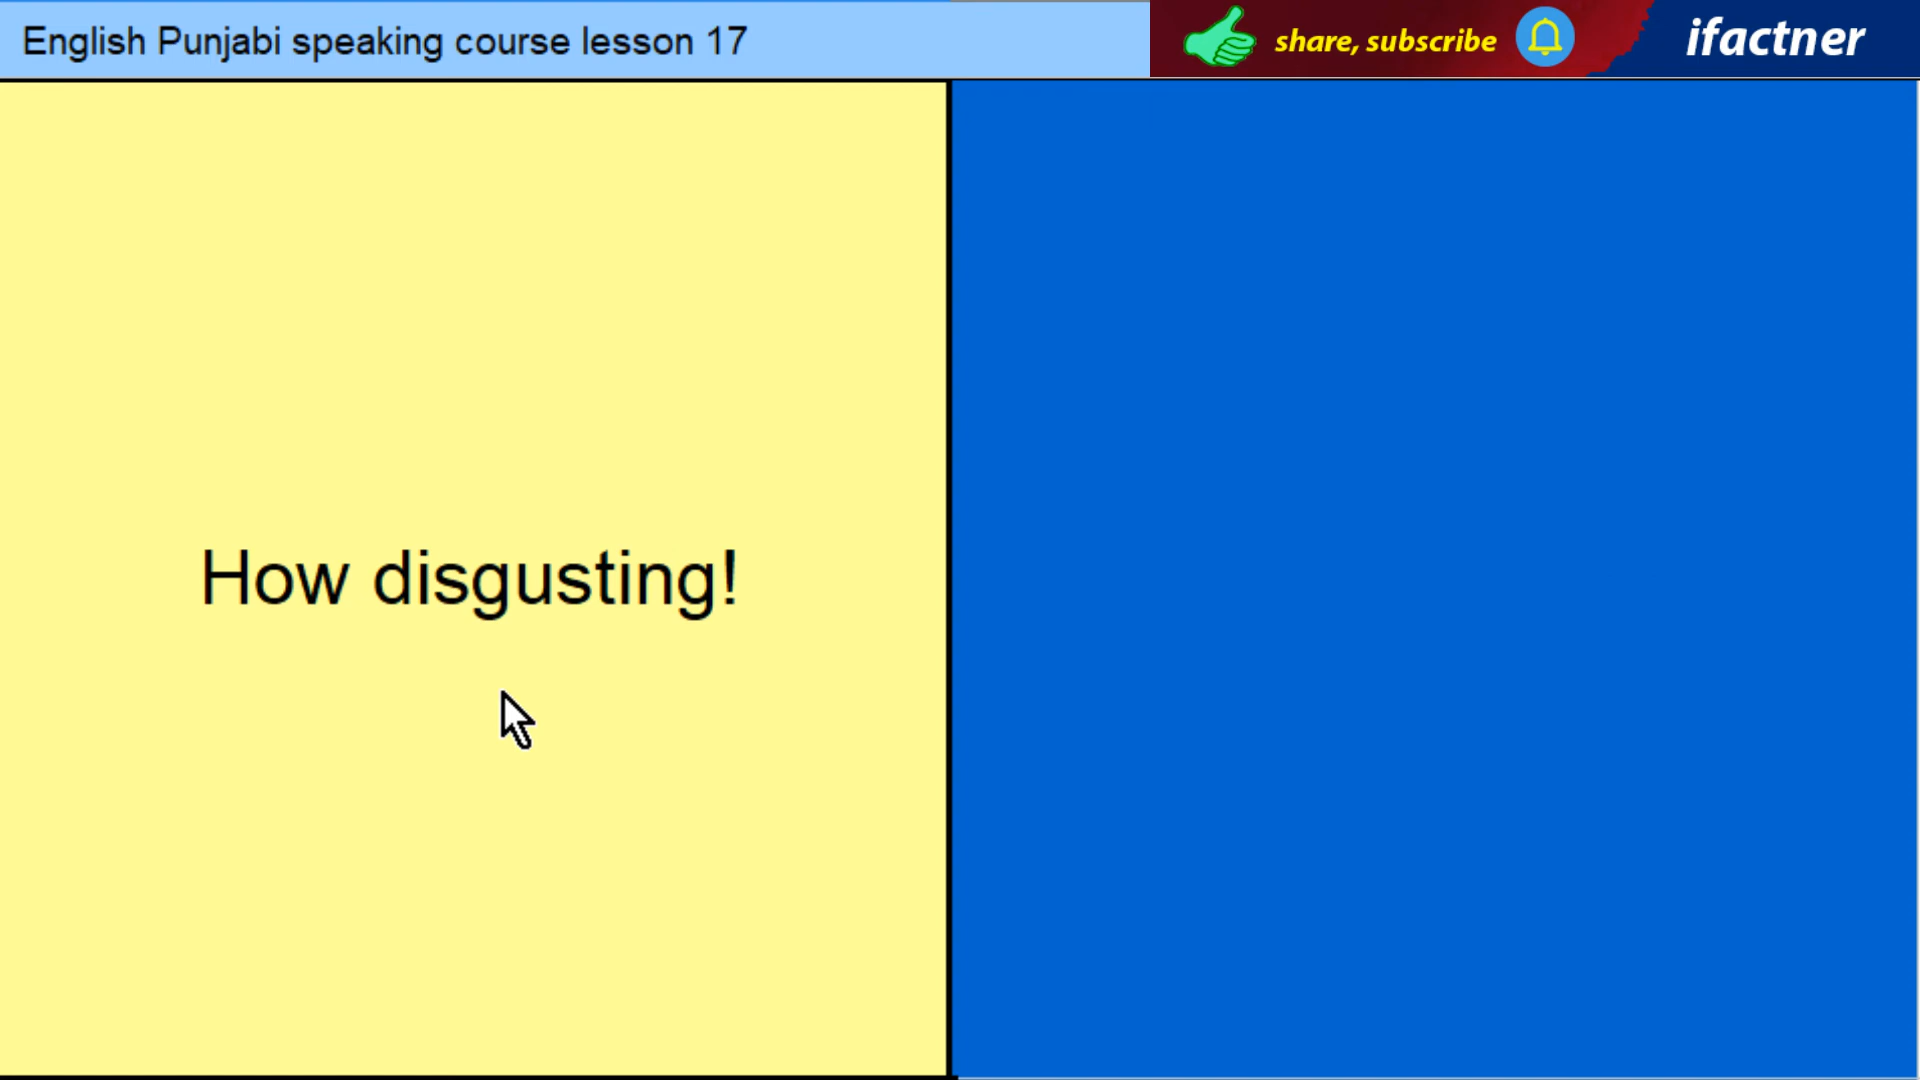 English Punjabi speaking course lesson 17
share, subscribe
ifactner
How disgusting!